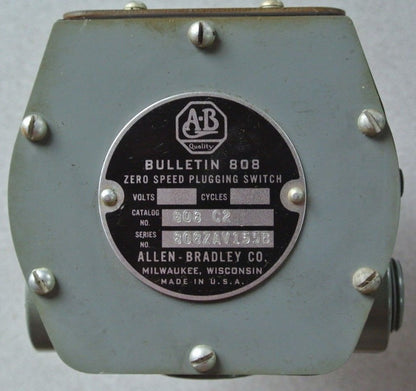 A-B
Quality
BULLETIN 808
ZERO SPEED PLUGGING SWITCH
VOLTS CYCLES
CATALOG NO. 808 C2
SERIES NO.
ALLEN-BRADLEY CO.
MILWAUKEE, WISCONSIN
MADE IN U.S.A.